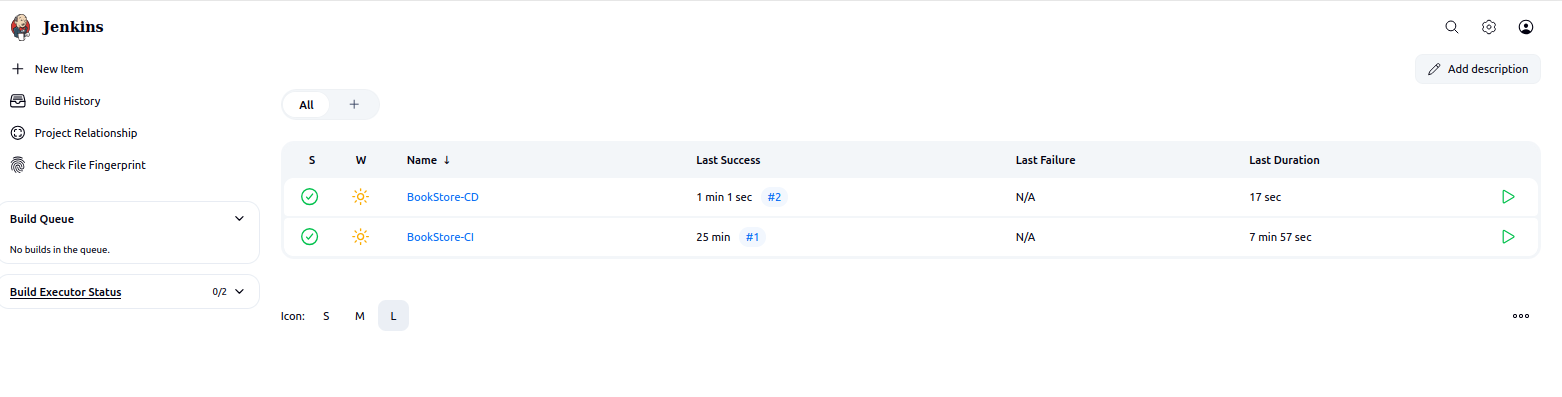 Jenkins
New Item
Build History
Project Relationship
Check File Fingerprint
Build Queue
No builds in the queue.
Build Executor Status 0/2
Add description
All +
S W Name ↓ Last Success Last Failure Last Duration
BookStore-CD 1 min 1 sec #2 N/A 17 sec
BookStore-CI 25 min #1 N/A 7 min 57 sec
Icon: S M L